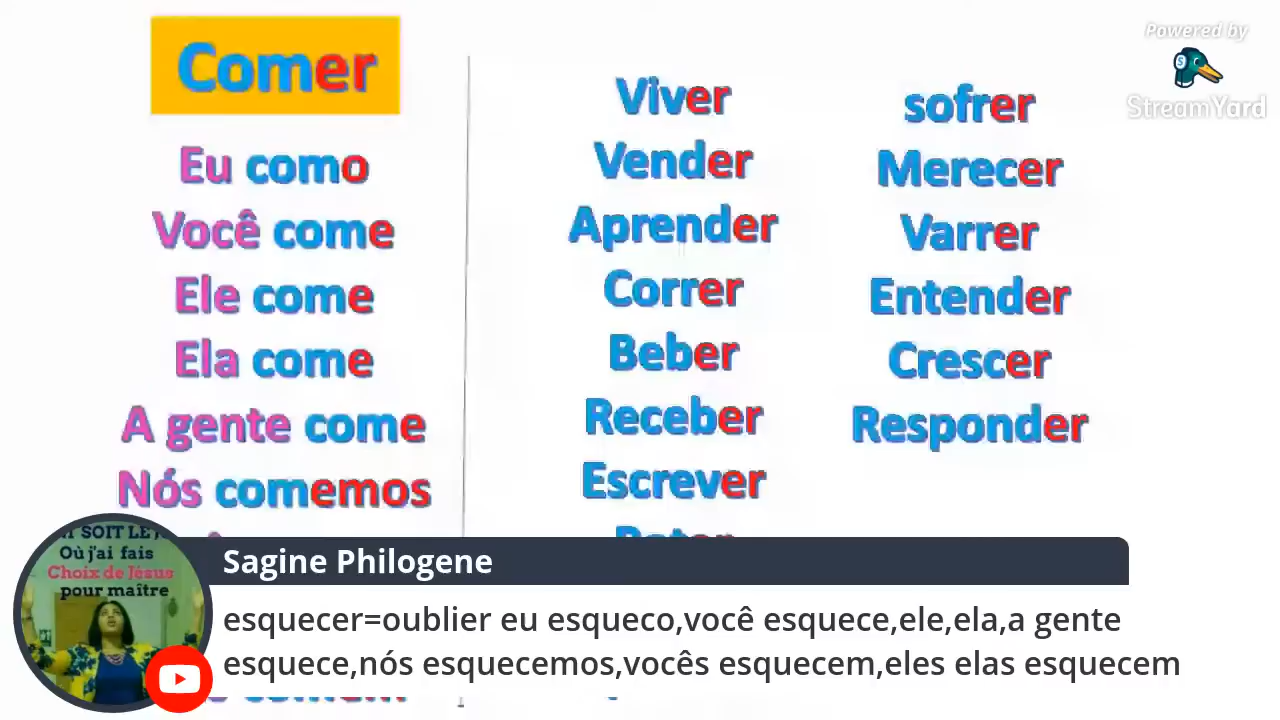 Comer
Eu como
Você come
Ele come
Ela come
A gente come
Nós comemos
Viver
Vender
Aprender
Correr
Beber
Receber
Escrever
sofrer
Merecer
Varrer
Entender
Crescer
Responder
Powered by
StreamYard
SOIT LE
Où j'ai fais
Choix de Jésus
pour maître
Sagine Philogene
esquecer=oublier eu esqueco,você esquece,ele,ela,a gente
esquece,nós esquecemos,vocês esquecem,eles elas esquecem